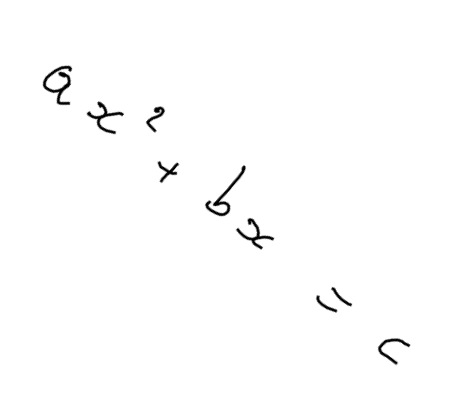 ax² + bx = c